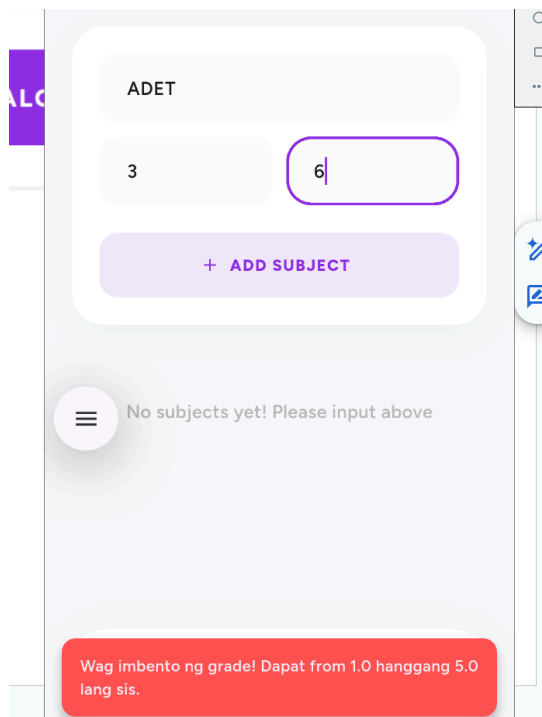 ADET
3
6
+ ADD SUBJECT
No subjects yet! Please input above
Wag imbento ng grade! Dapat from 1.0 hanggang 5.0
lang sis.